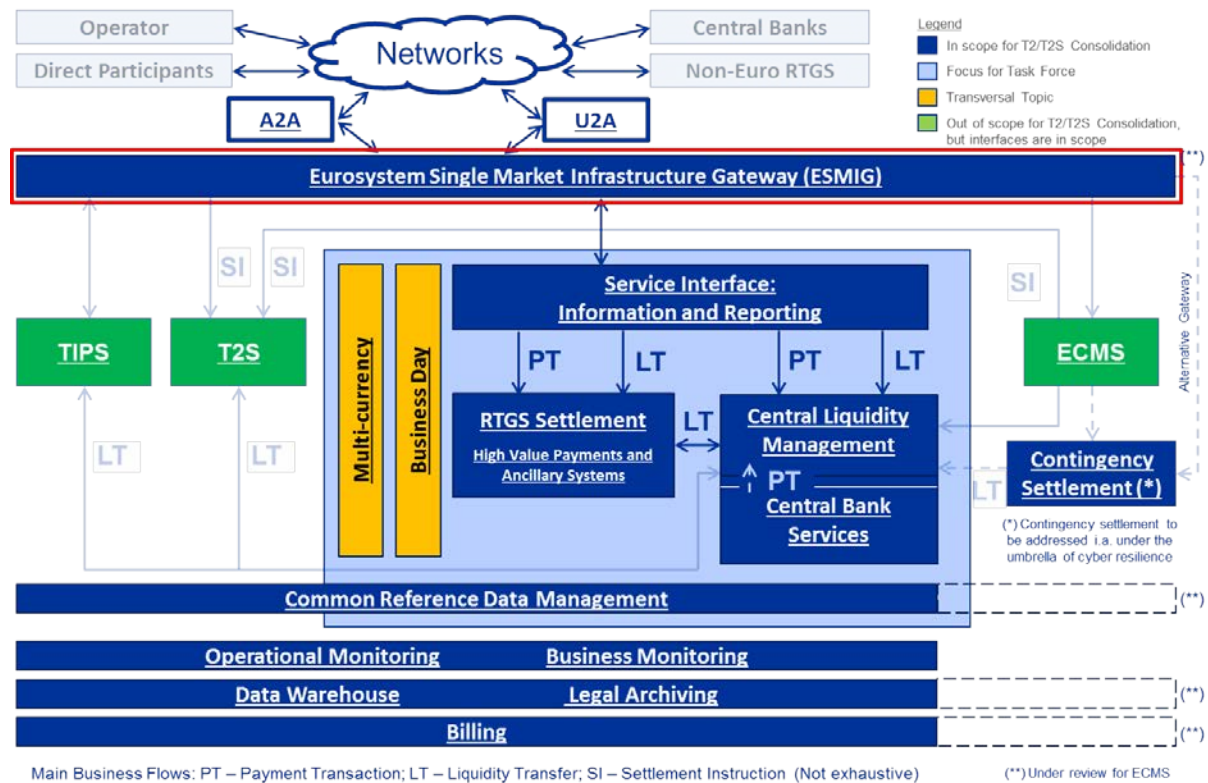 Operator
Direct Participants
Networks
Central Banks
Non-Euro RTGS
Legend
In scope for T2/T2S Consolidation
Focus for Task Force
Transversal Topic
Out of scope for T2/T2S Consolidation,
but interfaces are in scope
A2A
U2A
Eurosystem Single Market Infrastructure Gateway (ESMIG)
(**)
SI
SI
SI
Alternative Gateway
Multi-currency
Business Day
Service Interface:
Information and Reporting
PT
LT
PT
LT
TIPS
T2S
ECMS
RTGS Settlement
High Value Payments and
Ancillary Systems
LT
Central Liquidity
Management
PT
Central Bank
Services
LT
LT
LT
Contingency
Settlement (*)
(*) Contingency settlement to
be addressed i.a. under the
umbrella of cyber resilience
Common Reference Data Management
(**)
Operational Monitoring
Business Monitoring
Data Warehouse
Legal Archiving
(**)
Billing
(**)
Main Business Flows: PT – Payment Transaction; LT – Liquidity Transfer; SI – Settlement Instruction (Not exhaustive)
(**) Under review for ECMS